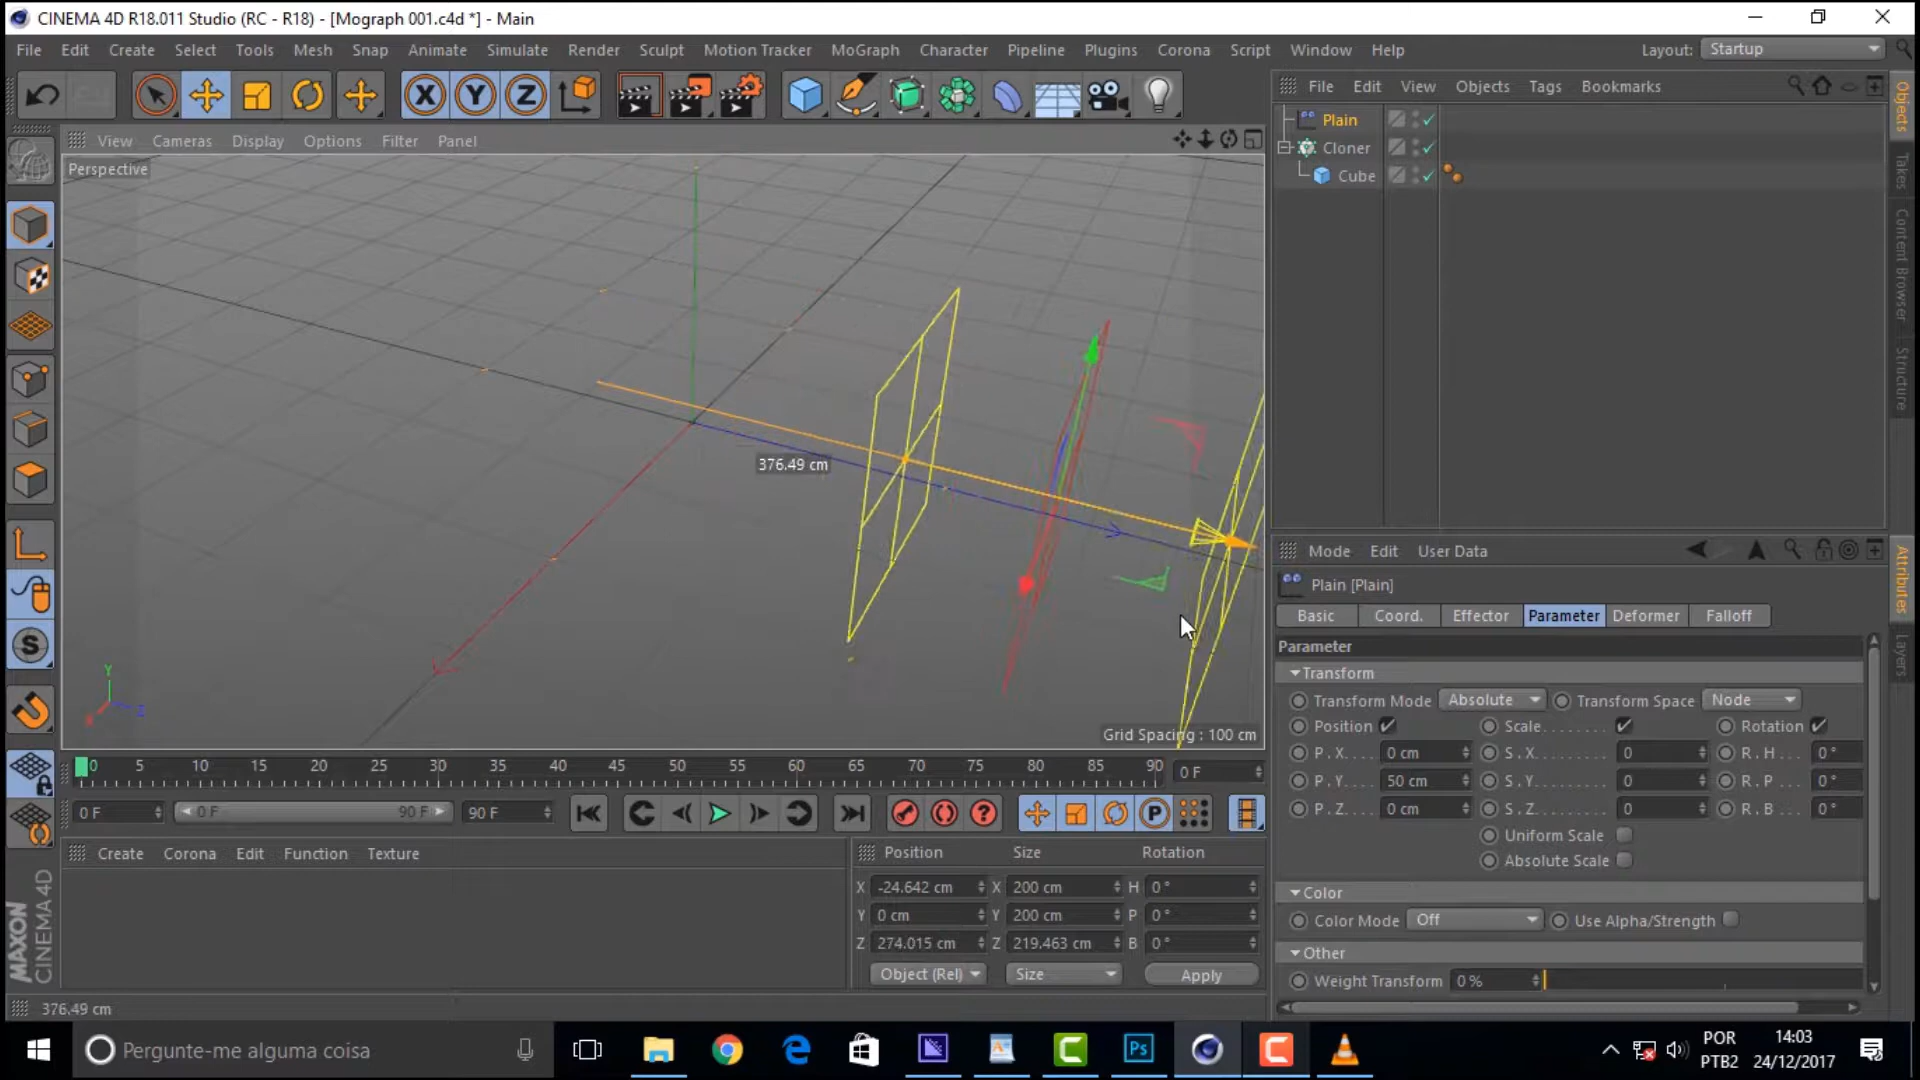 CINEMA 4D R18.011 Studio (RC - R18) - [Mograph 001.c4d *] - Main
File Edit Create Select Tools Mesh Snap Animate Simulate Render Sculpt Motion Tracker MoGraph Character Pipeline Plugins Corona Script Window Help Layout: Startup
X Y Z
File Edit View Objects Tags Bookmarks
View Cameras Display Options Filter Panel
Perspective
Plain
Cloner
Cube
Objects
Takes
Content Browser
Structure
376.49 cm
Y
X
Z
Grid Spacing : 100 cm
Mode Edit User Data
Plain [Plain]
Basic Coord. Effector Parameter Deformer Falloff
Parameter
Transform
Transform Mode Absolute Transform Space Node
Position Scale........ Rotation
P . X.... 0 cm S . X.... 0 R . H ... 0 °
P . Y.... 50 cm S . Y.... 0 R . P ... 0 °
P . Z.... 0 cm S . Z.... 0 R . B ... 0 °
Uniform Scale
Absolute Scale
Color
Color Mode Off Use Alpha/Strength
Other
Weight Transform 0 %
Attributes
Layers
0 5 10 15 20 25 30 35 40 45 50 55 60 65 70 75 80 85 90 0 F
0 F 0 F 90 F 90 F
Create Corona Edit Function Texture
Position Size Rotation
X -24.642 cm X 200 cm H 0 °
Y 0 cm Y 200 cm P 0 °
Z 274.015 cm Z 219.463 cm B 0 °
Object (Rel) Size Apply
MAXON
CINEMA 4D
376.49 cm
Pergunte-me alguma coisa
Ps
POR
PTB2
14:03
24/12/2017